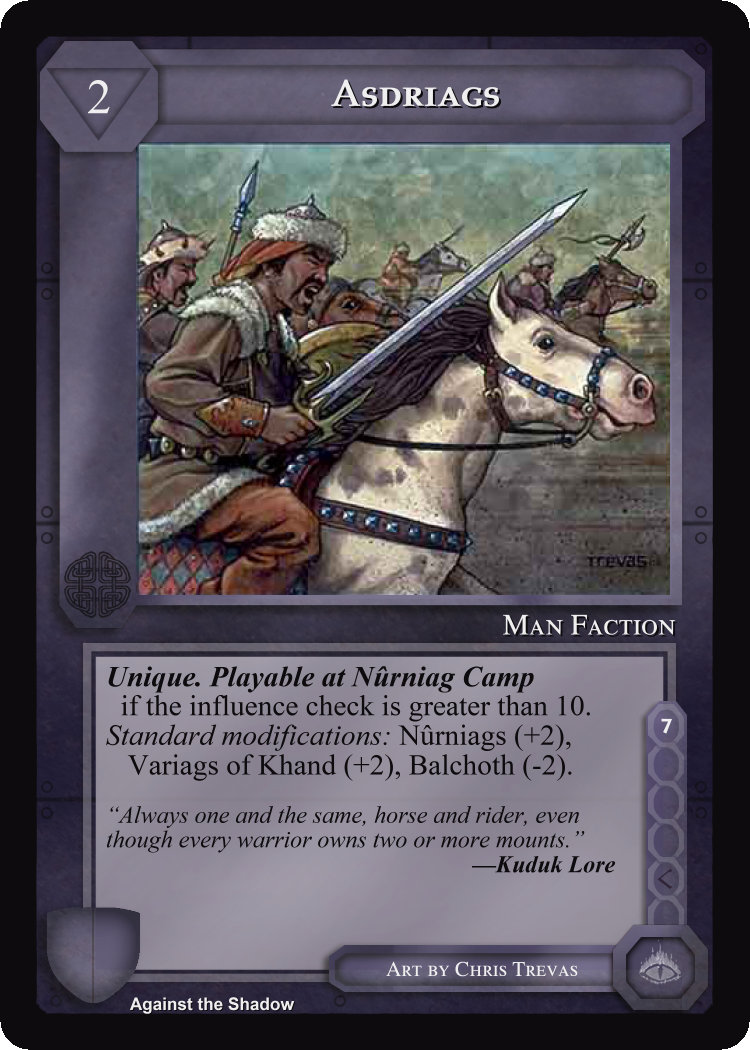 2
Asdriags
Trevas
Man Faction
Unique. Playable at Nûrniag Camp
if the influence check is greater than 10.
Standard modifications: Nûrniags (+2),
Variags of Khand (+2), Balchoth (-2).
7
“Always one and the same, horse and rider, even
though every warrior owns two or more mounts.”
—Kuduk Lore
Art by Chris Trevas
Against the Shadow